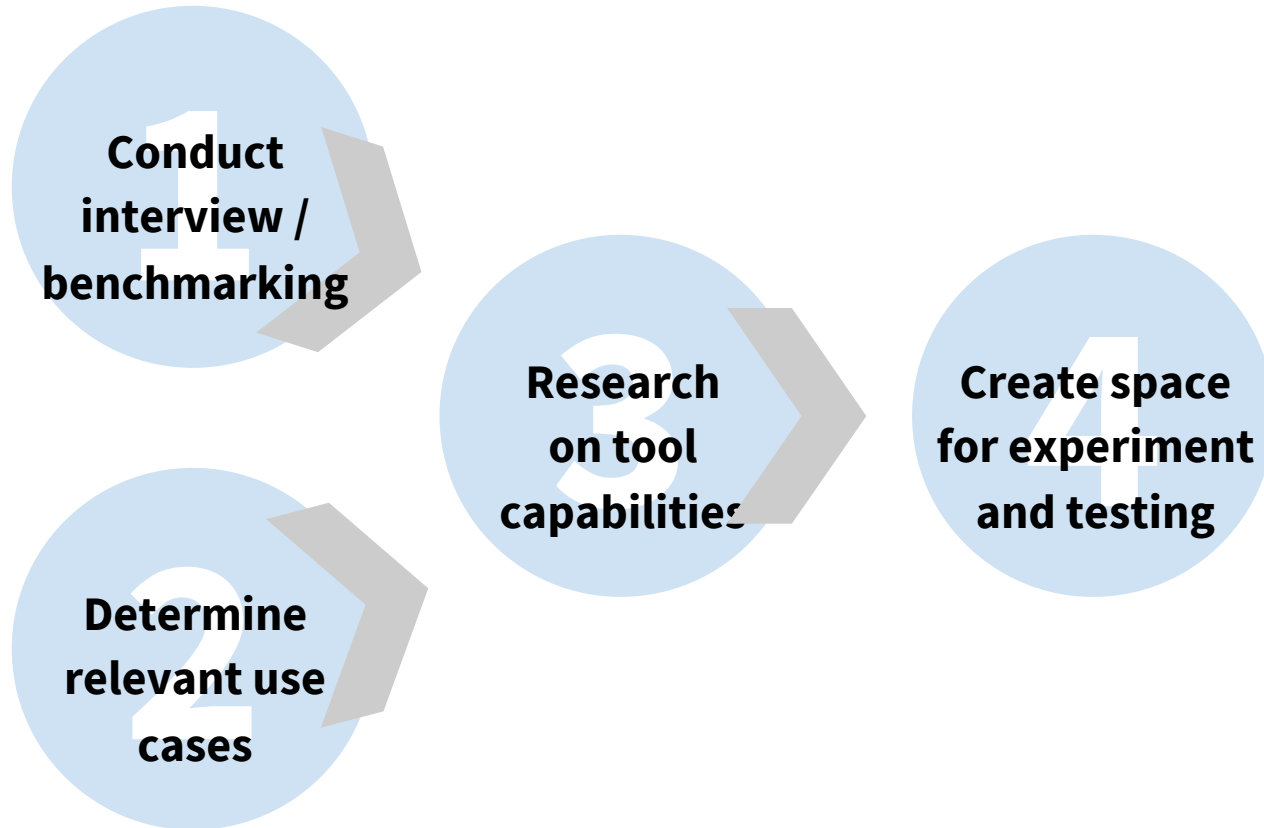 1
Conduct
interview /
benchmarking
2
Determine
relevant use
cases
3
Research
on tool
capabilities
4
Create space
for experiment
and testing